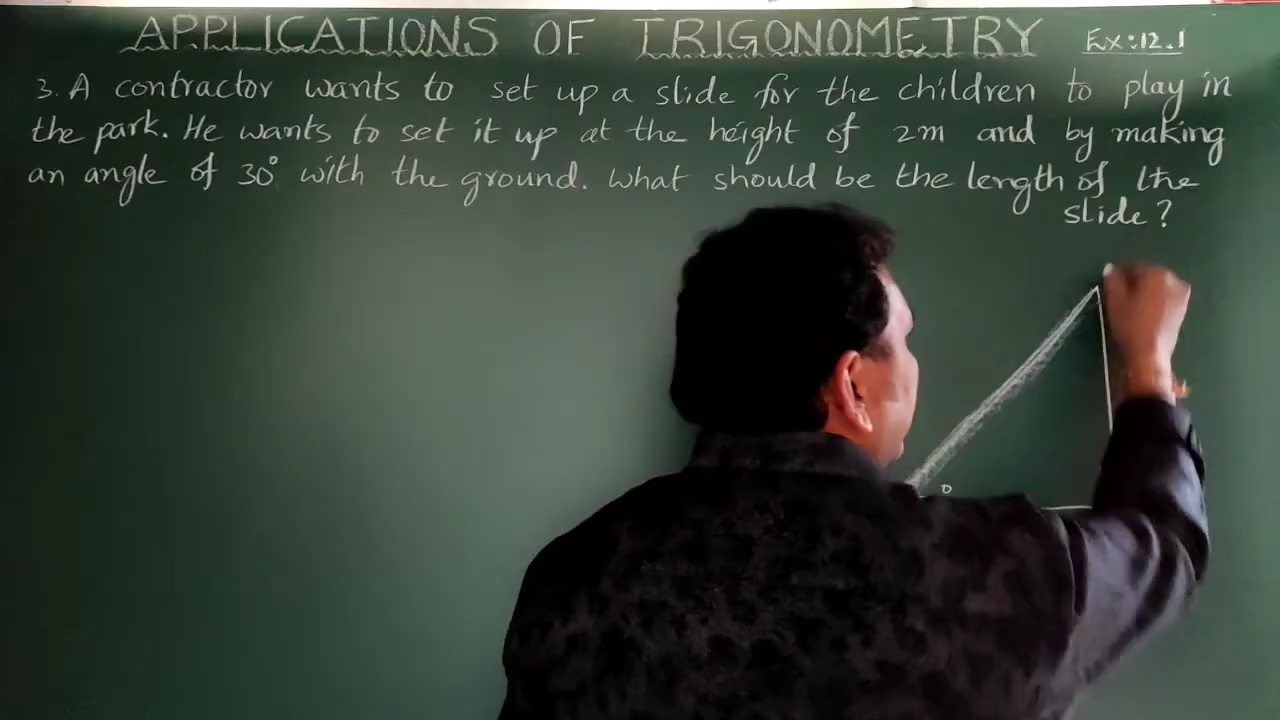 APPLICATIONS OF TRIGONOMETRY Ex:12.1
3. A contractor wants to set up a slide for the children to play in
the park. He wants to set it up at the height of 2m and by making
an angle of 30° with the ground. What should be the length of the
slide?